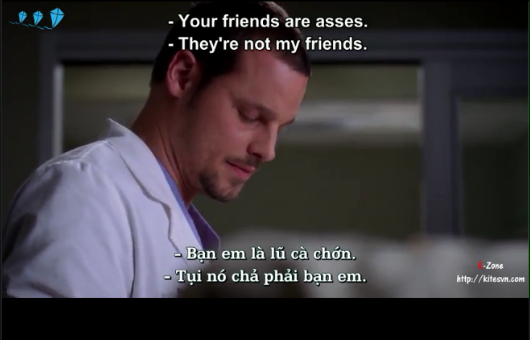 - Your friends are asses.
- They're not my friends.
- Bạn em là lũ cà chớn.
- Tụi nó chả phải bạn em.
-Zone
http://kitesvn.com